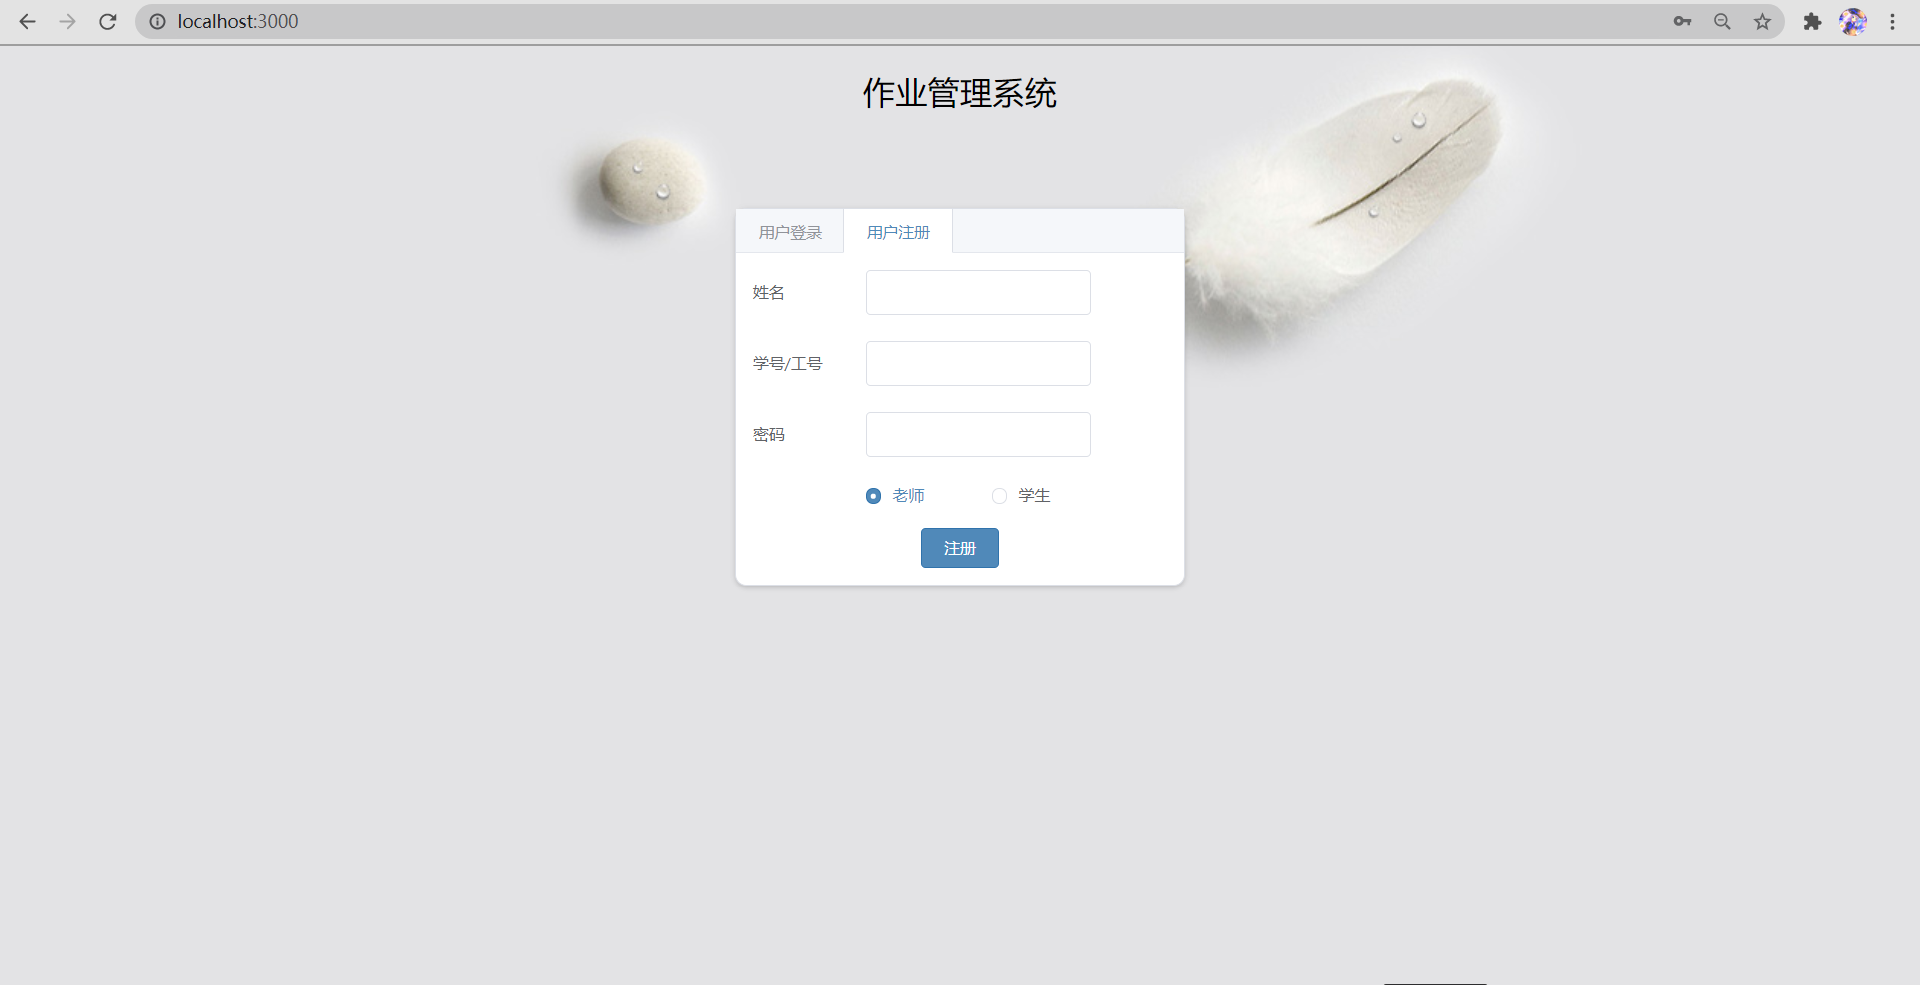 localhost:3000
作业管理系统
用户登录 用户注册
姓名
学号/工号
密码
老师 学生
注册